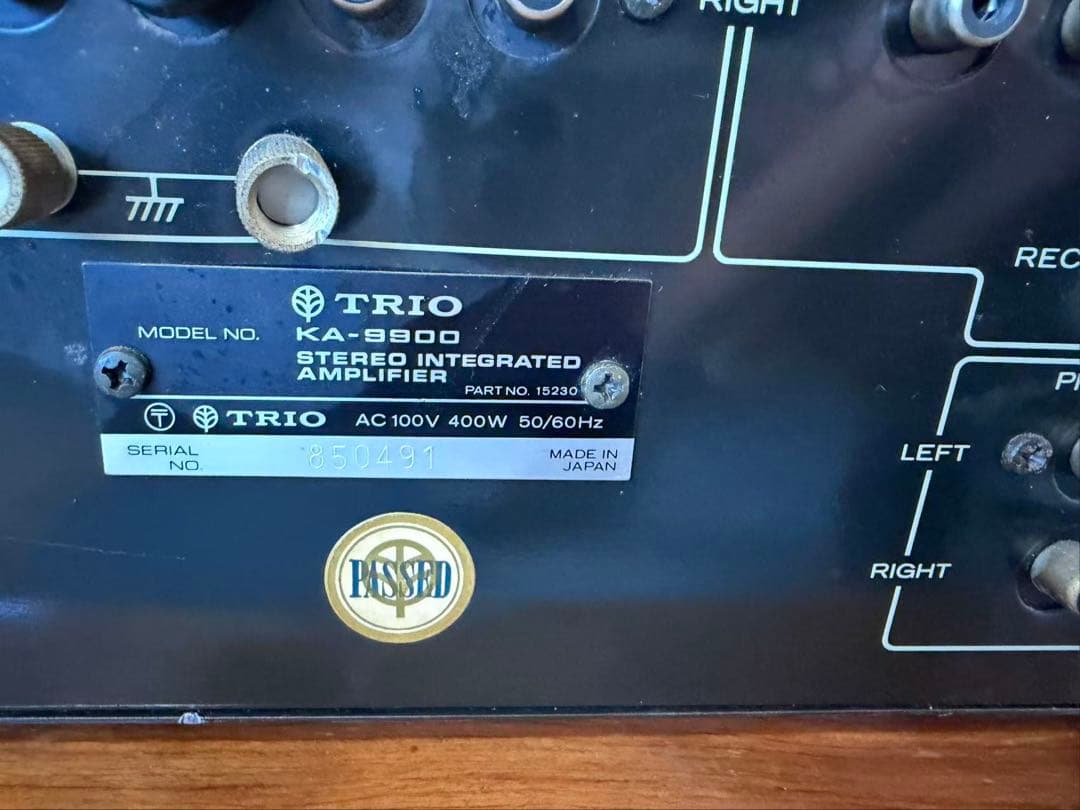 RIGHT
REC
TRIO
MODEL NO. KA-9900
STEREO INTEGRATED
AMPLIFIER
PART NO. 15230
TRIO AC 100V 400W 50/60Hz
SERIAL
NO. 850491
MADE IN
JAPAN
LEFT
RIGHT
PASSED